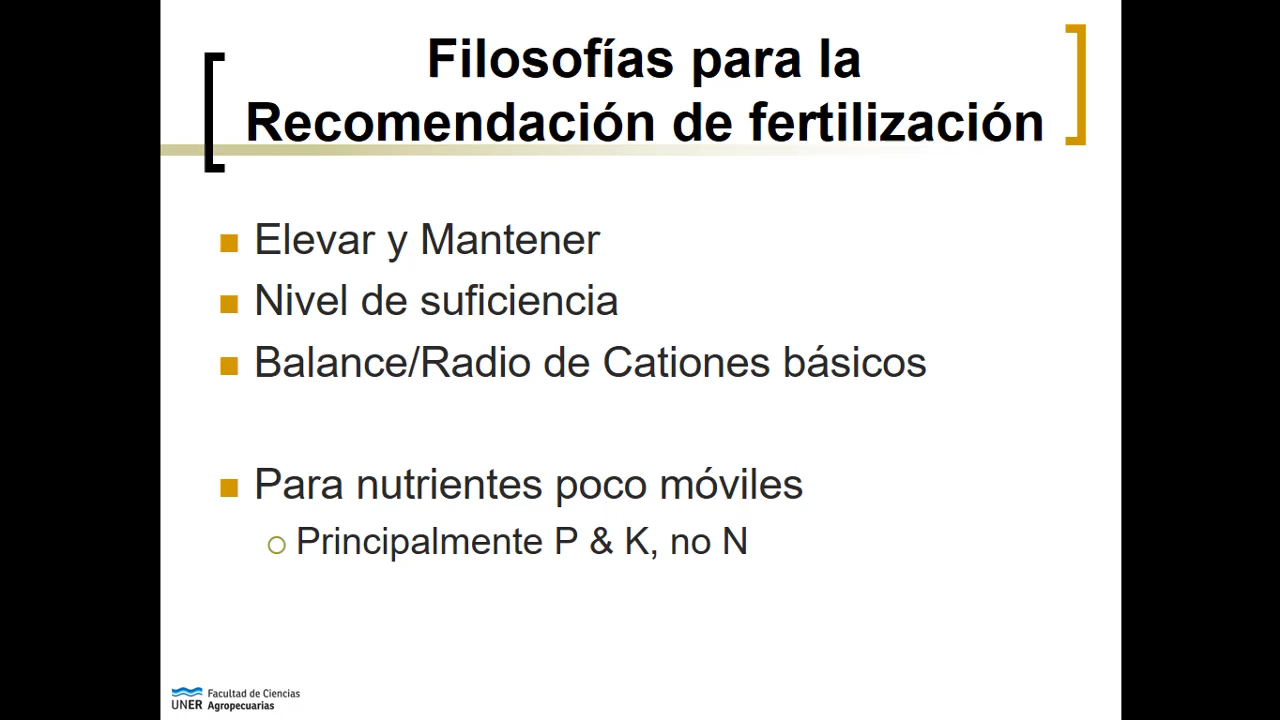 Filosofías para la
Recomendación de fertilización
Elevar y Mantener
Nivel de suficiencia
Balance/Radio de Cationes básicos
Para nutrientes poco móviles
Principalmente P & K, no N
UNER Facultad de Ciencias
Agropecuarias